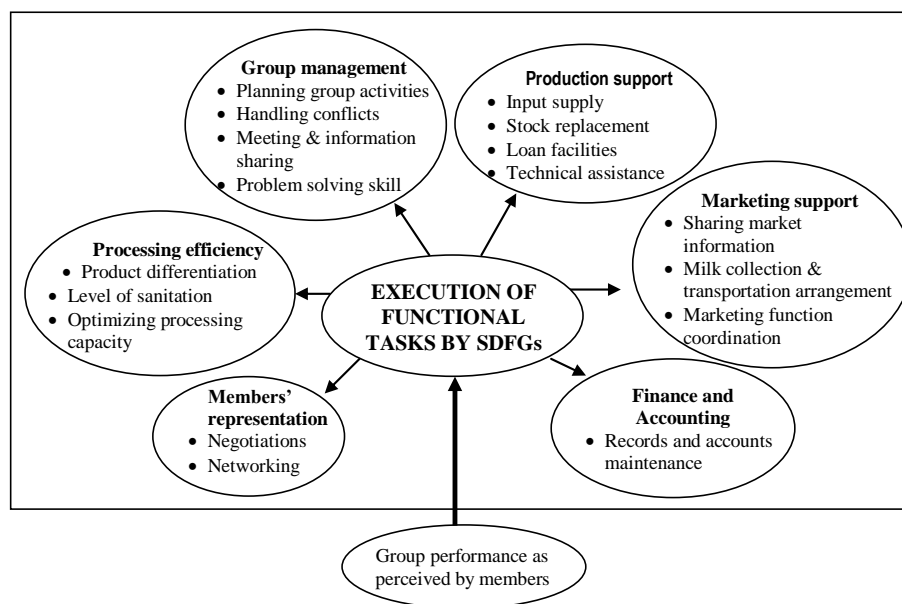 Group management
• Planning group activities
• Handling conflicts
• Meeting & information
sharing
• Problem solving skill
Production support
• Input supply
• Stock replacement
• Loan facilities
• Technical assistance
Marketing support
• Sharing market
information
• Milk collection &
transportation arrangement
• Marketing function
coordination
Processing efficiency
• Product differentiation
• Level of sanitation
• Optimizing processing
capacity
EXECUTION OF
FUNCTIONAL
TASKS BY SDFGs
Members'
representation
• Negotiations
• Networking
Finance and
Accounting
• Records and accounts
maintenance
Group performance as
perceived by members